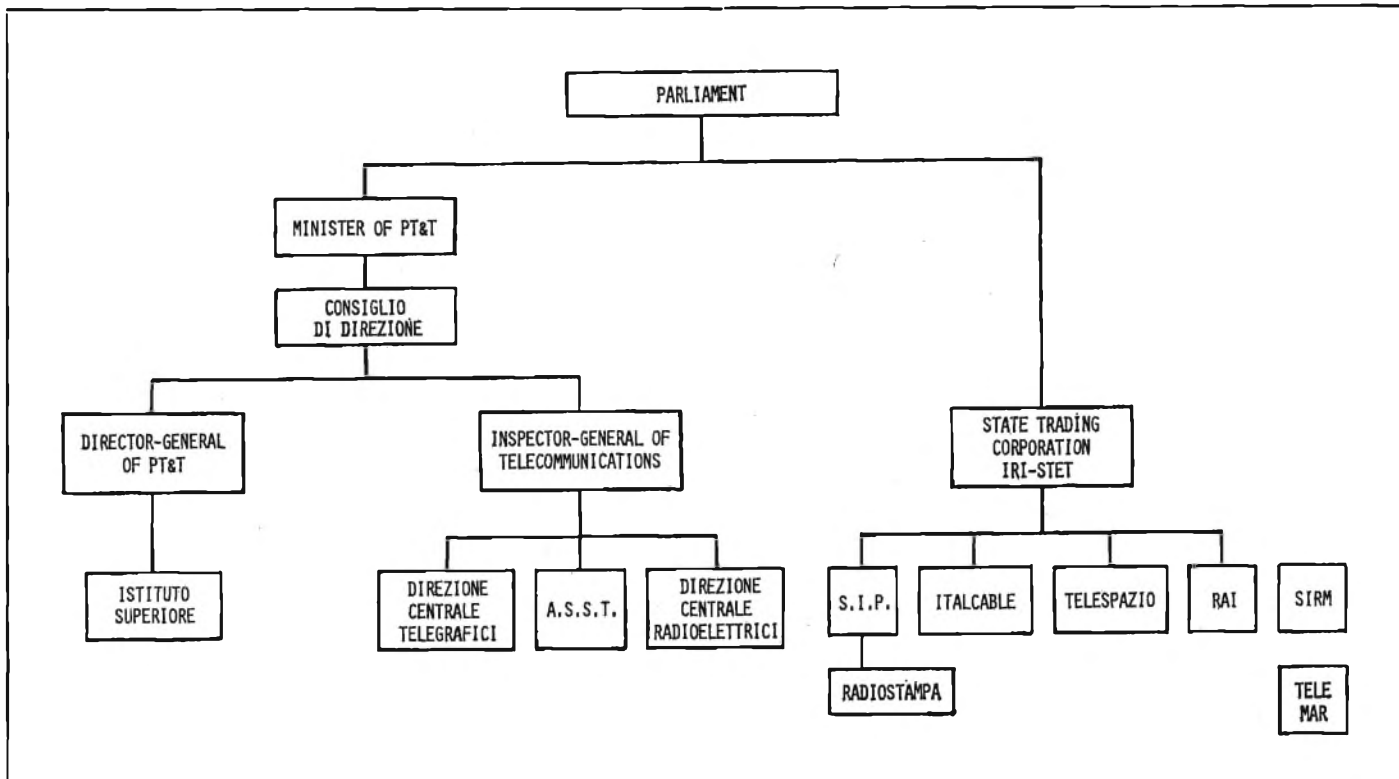 PARLIAMENT
MINISTER OF PT&T
CONSIGLIO
DI DIREZIONE
DIRECTOR-GENERAL
OF PT&T
INSPECTOR-GENERAL OF
TELECOMMUNICATIONS
STATE TRADING
CORPORATION
IRI-STET
ISTITUTO
SUPERIORE
DIREZIONE
CENTRALE
TELEGRAFICI
A.S.S.T.
DIREZIONE
CENTRALE
RADIOELETTRICI
S.I.P.
ITALCABLE
TELESPAZIO
RAI
SIRM
RADIOSTAMPA
TELE
MAR